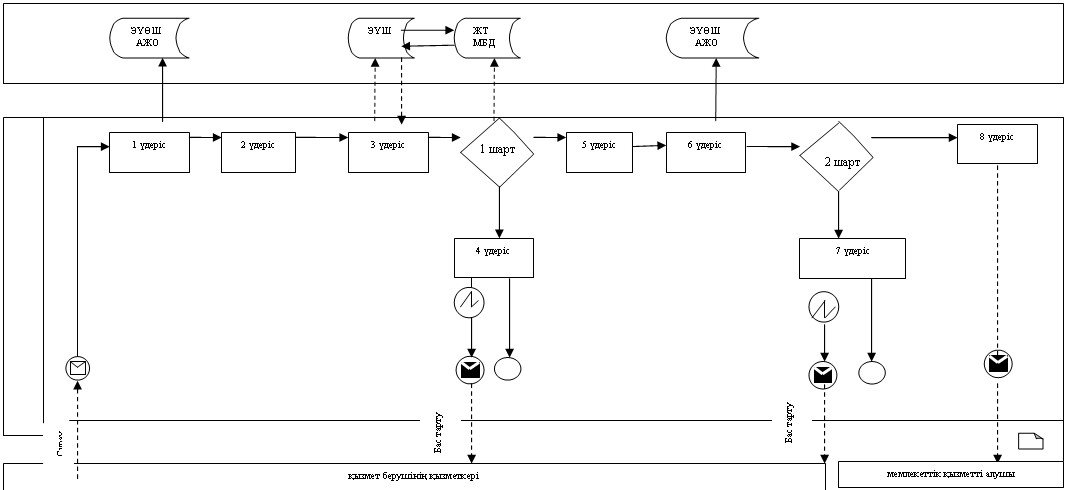 ЭҮӨШ
АЖО
ЭҮШ
ЖТ
МБД
ЭҮӨШ
АЖО
1 үдеріс
2 үдеріс
3 үдеріс
1 шарт
5 үдеріс
6 үдеріс
2 шарт
8 үдеріс
4 үдеріс
7 үдеріс
Бас тарту
Бас тарту
қызмет берушінің қызметкері
мемлекеттік қызметті алушы